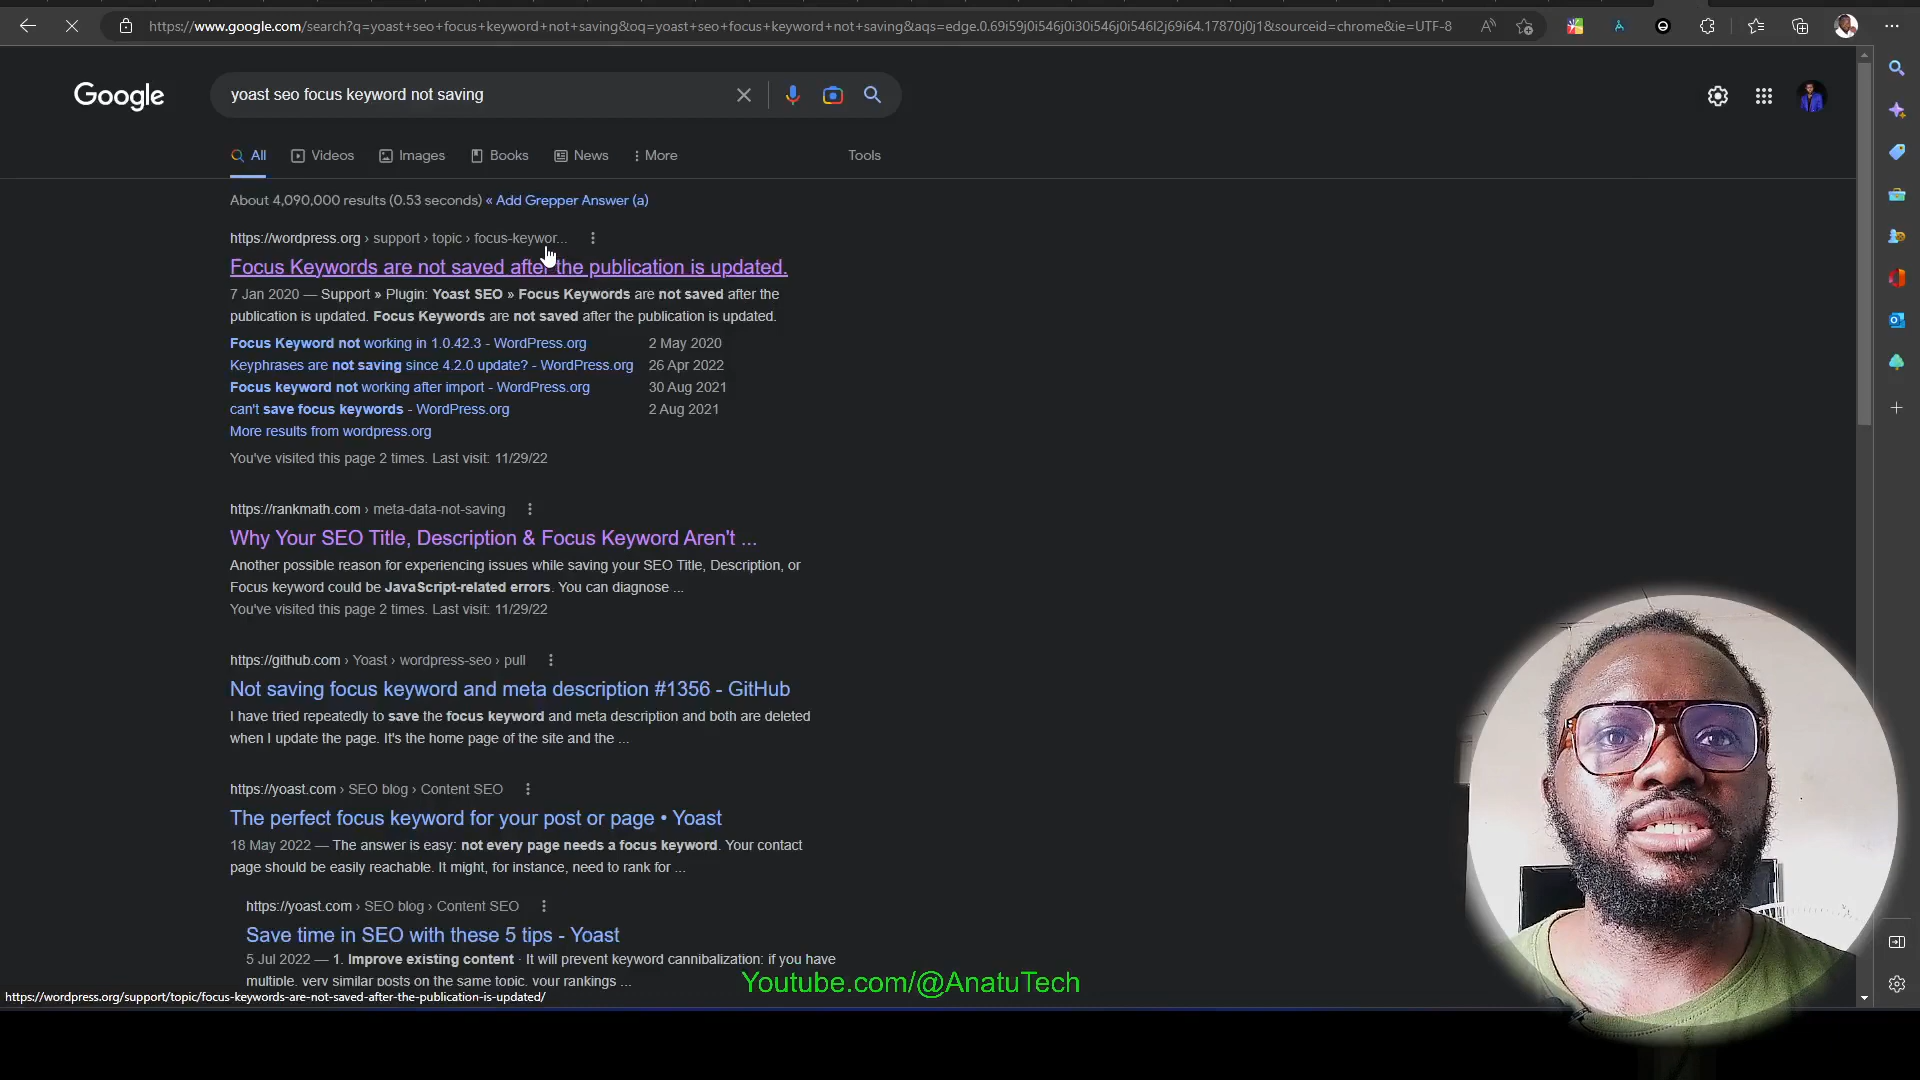 https://www.google.com/search?q=yoast+seo+focus+keyword+not+saving&oq=yoast+seo+focus+keyword+not+saving&aqs=edge.0.69i59j0i546j0i30i546j0i546l2j69i64.17870j0j1&sourceid=chrome&ie=UTF-8
Google
yoast seo focus keyword not saving
All
Videos
Images
Books
News
More
Tools
About 4,090,000 results (0.53 seconds) « Add Grepper Answer (a)
https://wordpress.org › support › topic › focus-keywor...
Focus Keywords are not saved after the publication is updated.
7 Jan 2020 — Support » Plugin: Yoast SEO » Focus Keywords are not saved after the
publication is updated. Focus Keywords are not saved after the publication is updated.
Focus Keyword not working in 1.0.42.3 - WordPress.org 2 May 2020
Keyphrases are not saving since 4.2.0 update? - WordPress.org 26 Apr 2022
Focus keyword not working after import - WordPress.org 30 Aug 2021
can't save focus keywords - WordPress.org 2 Aug 2021
More results from wordpress.org
You've visited this page 2 times. Last visit: 11/29/22
https://rankmath.com › meta-data-not-saving
Why Your SEO Title, Description & Focus Keyword Aren't ...
Another possible reason for experiencing issues while saving your SEO Title, Description, or
Focus keyword could be JavaScript-related errors. You can diagnose ...
You've visited this page 2 times. Last visit: 11/29/22
https://github.com › Yoast › wordpress-seo › pull
Not saving focus keyword and meta description #1356 - GitHub
I have tried repeatedly to save the focus keyword and meta description and both are deleted
when I update the page. It's the home page of the site and the ...
https://yoast.com › SEO blog › Content SEO
The perfect focus keyword for your post or page • Yoast
18 May 2022 — The answer is easy: not every page needs a focus keyword. Your contact
page should be easily reachable. It might, for instance, need to rank for ...
https://yoast.com › SEO blog › Content SEO
Save time in SEO with these 5 tips - Yoast
5 Jul 2022 — 1. Improve existing content · It will prevent keyword cannibalization: if you have
multiple, very similar posts on the same topic, your rankings ...
Youtube.com/@AnatuTech
https://wordpress.org/support/topic/focus-keywords-are-not-saved-after-the-publication-is-updated/